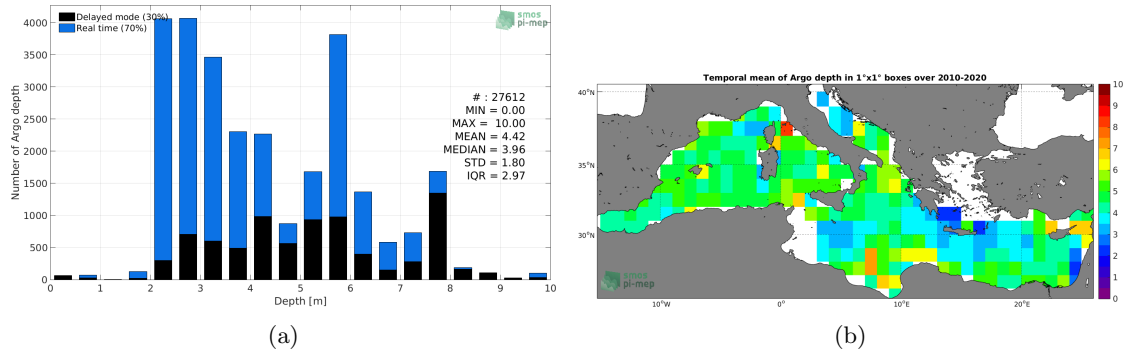 Delayed mode (30%)
Real time (70%)
smos
pi-mep
Number of Argo depth
4000
3500
3000
2500
2000
1500
1000
500
0
# : 27612
MIN = 0.00
MAX = 10.00
MEAN = 4.42
MEDIAN = 3.96
STD = 1.80
IQR = 2.97
0 1 2 3 4 5 6 7 8 9 10
Depth [m]
(a)
Temporal mean of Argo depth in 1°x1° boxes over 2010-2020
40°N
35°N
30°N
10°W 0° 10°E 20°E
10
9
8
7
6
5
4
3
2
1
0
smos
pi-mep
(b)